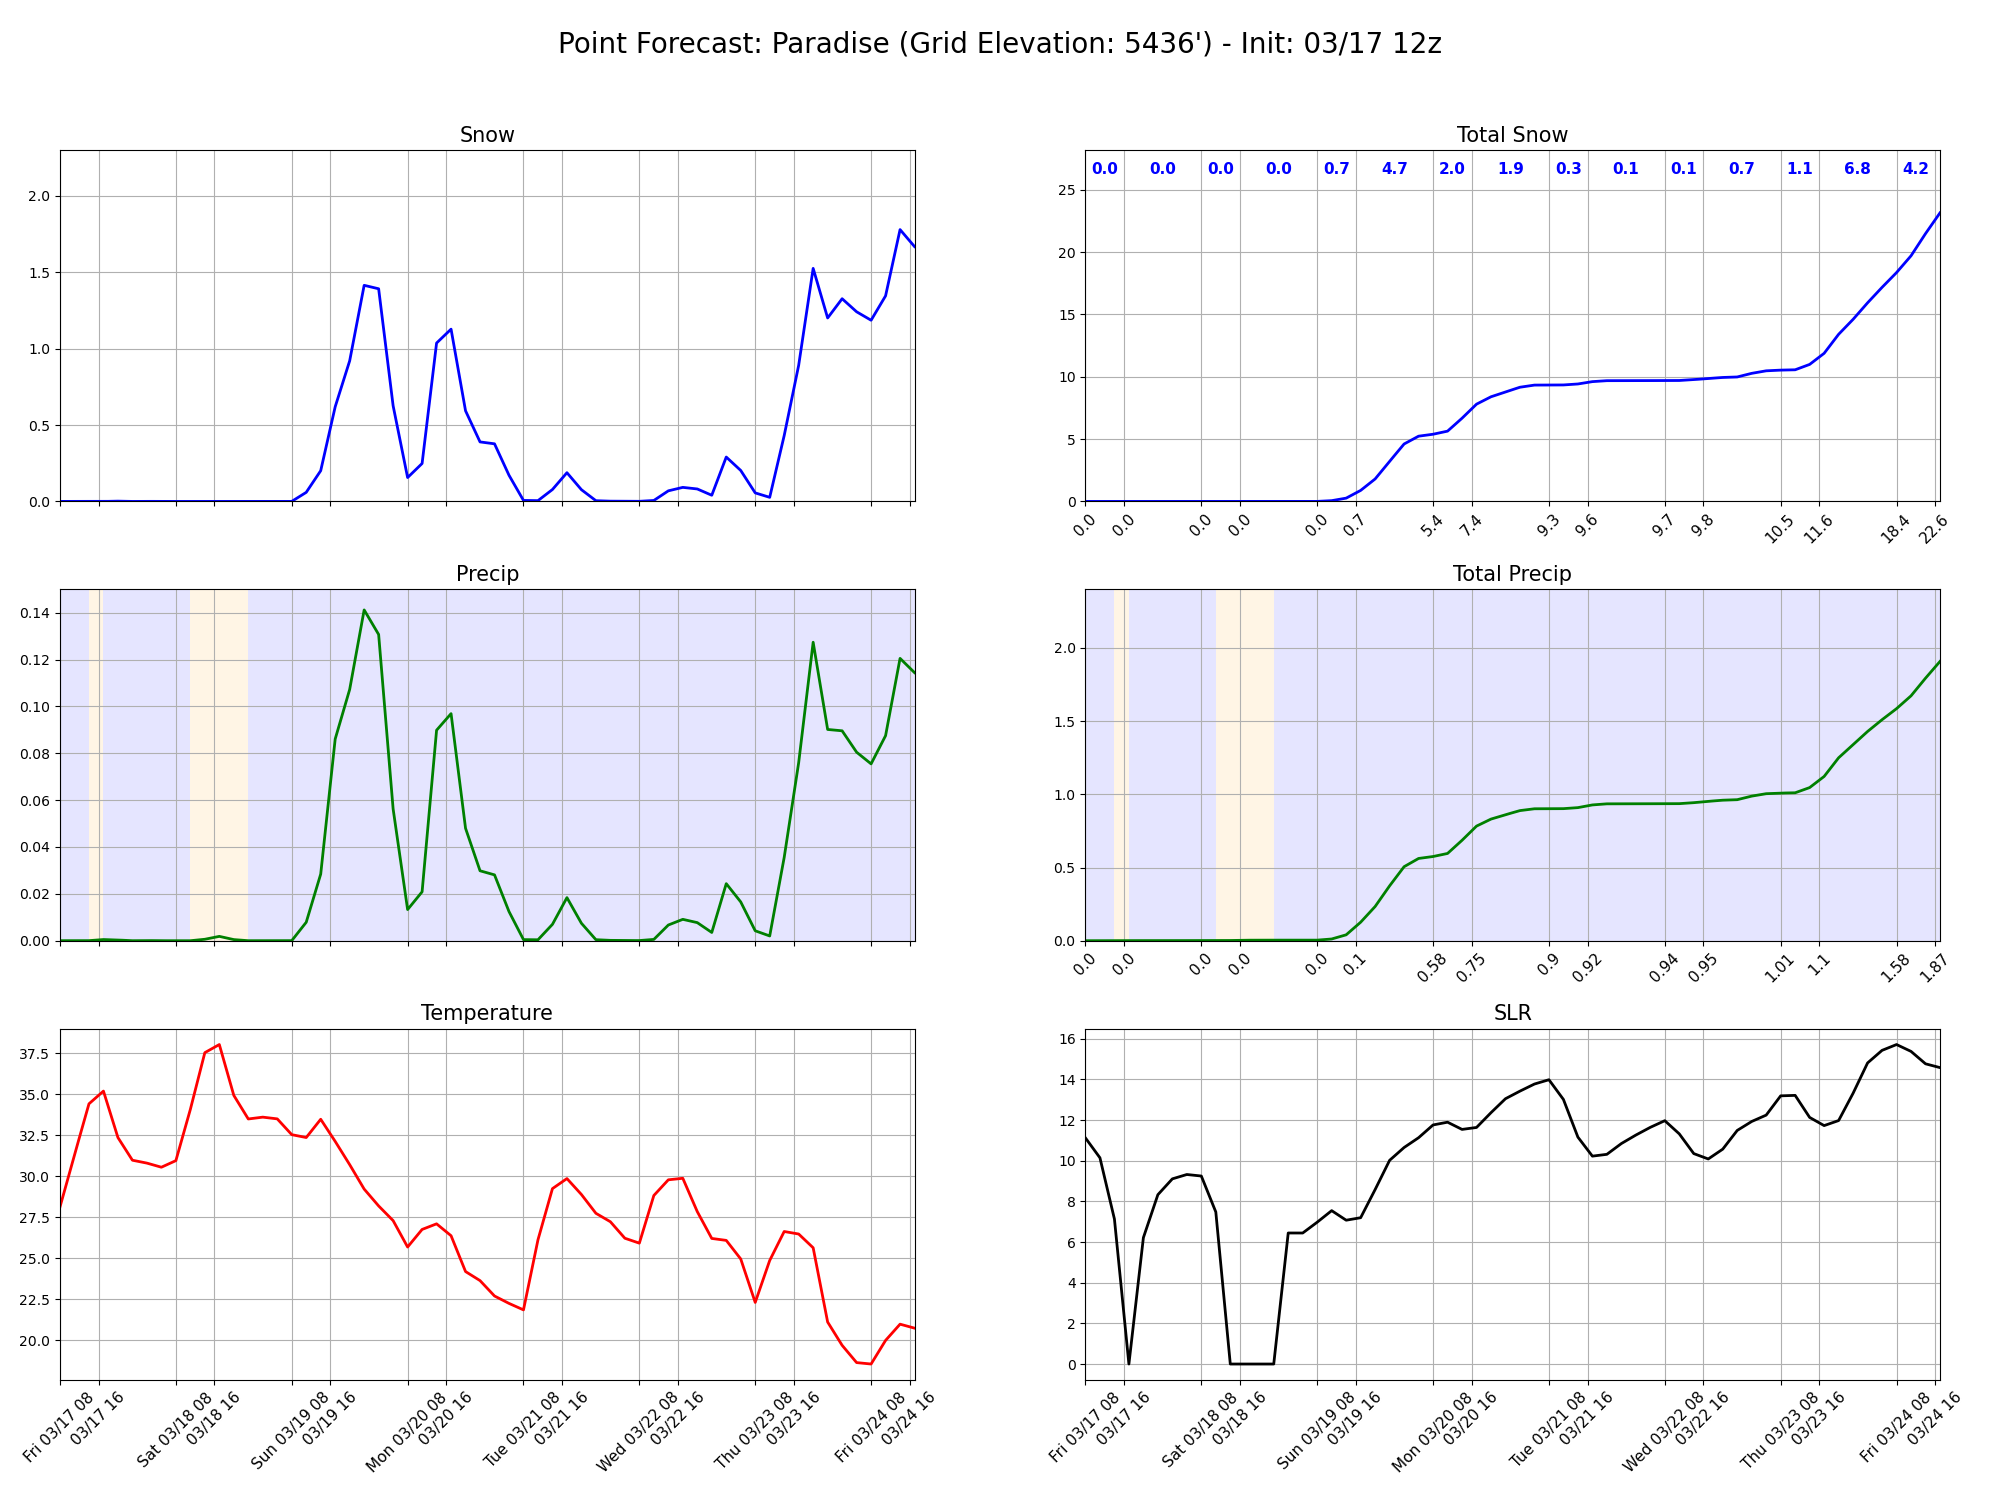 Point Forecast: Paradise (Grid Elevation: 5436') - Init: 03/17 12z
Snow
2.0
1.5
1.0
0.5
0.0
Total Snow
0.0 0.0 0.0 0.0 0.7 4.7 2.0 1.9 0.3 0.1 0.1 0.7 1.1 6.8 4.2
25
20
15
10
5
0
0.0 0.0 0.0 0.0 0.0 0.7 5.4 7.4 9.3 9.6 9.7 9.8 10.5 11.6 18.4 22.6
Precip
0.14
0.12
0.10
0.08
0.06
0.04
0.02
0.00
Total Precip
2.0
1.5
1.0
0.5
0.0
0.0 0.0 0.0 0.0 0.0 0.1 0.58 0.75 0.9 0.92 0.94 0.95 1.01 1.1 1.58 1.87
Temperature
37.5
35.0
32.5
30.0
27.5
25.0
22.5
20.0
Fri 03/17 08
03/17 16
Sat 03/18 08
03/18 16
Sun 03/19 08
03/19 16
Mon 03/20 08
03/20 16
Tue 03/21 08
03/21 16
Wed 03/22 08
03/22 16
Thu 03/23 08
03/23 16
Fri 03/24 08
03/24 16
SLR
16
14
12
10
8
6
4
2
0
Fri 03/17 08
03/17 16
Sat 03/18 08
03/18 16
Sun 03/19 08
03/19 16
Mon 03/20 08
03/20 16
Tue 03/21 08
03/21 16
Wed 03/22 08
03/22 16
Thu 03/23 08
03/23 16
Fri 03/24 08
03/24 16